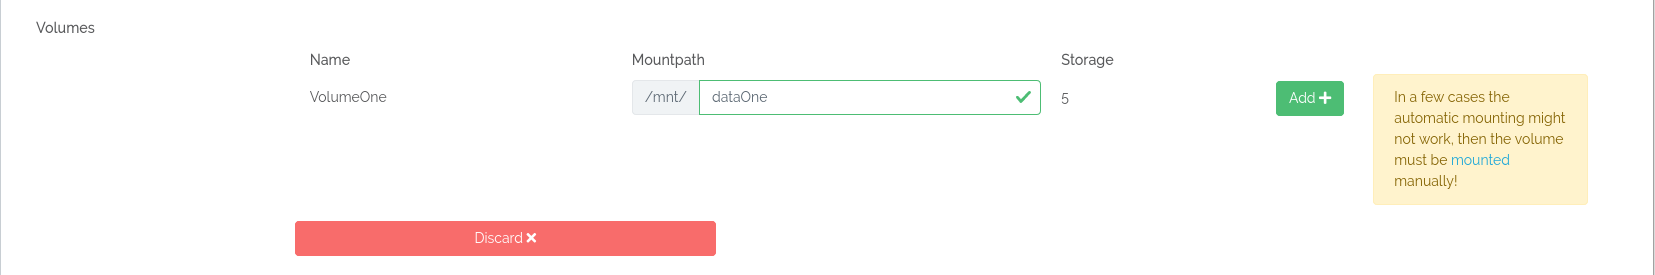 Volumes
Name Mountpath Storage
VolumeOne /mnt/ dataOne 5 Add
In a few cases the
automatic mounting might
not work, then the volume
must be mounted
manually!
Discard